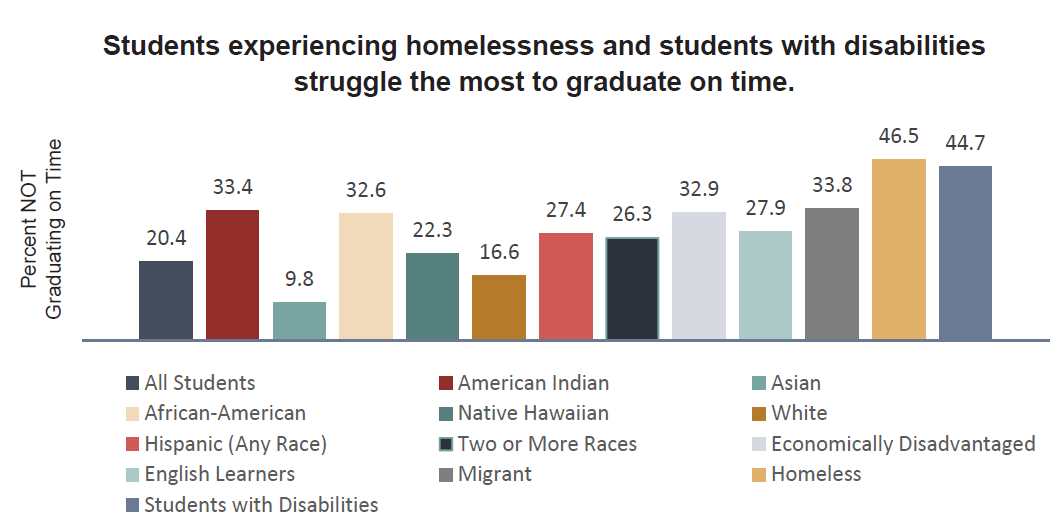 Students experiencing homelessness and students with disabilities
struggle the most to graduate on time.
Percent NOT
Graduating on Time
20.4
33.4
9.8
32.6
22.3
16.6
27.4
26.3
32.9
27.9
33.8
46.5
44.7
All Students
American Indian
Asian
African-American
Native Hawaiian
White
Hispanic (Any Race)
Two or More Races
Economically Disadvantaged
English Learners
Migrant
Homeless
Students with Disabilities